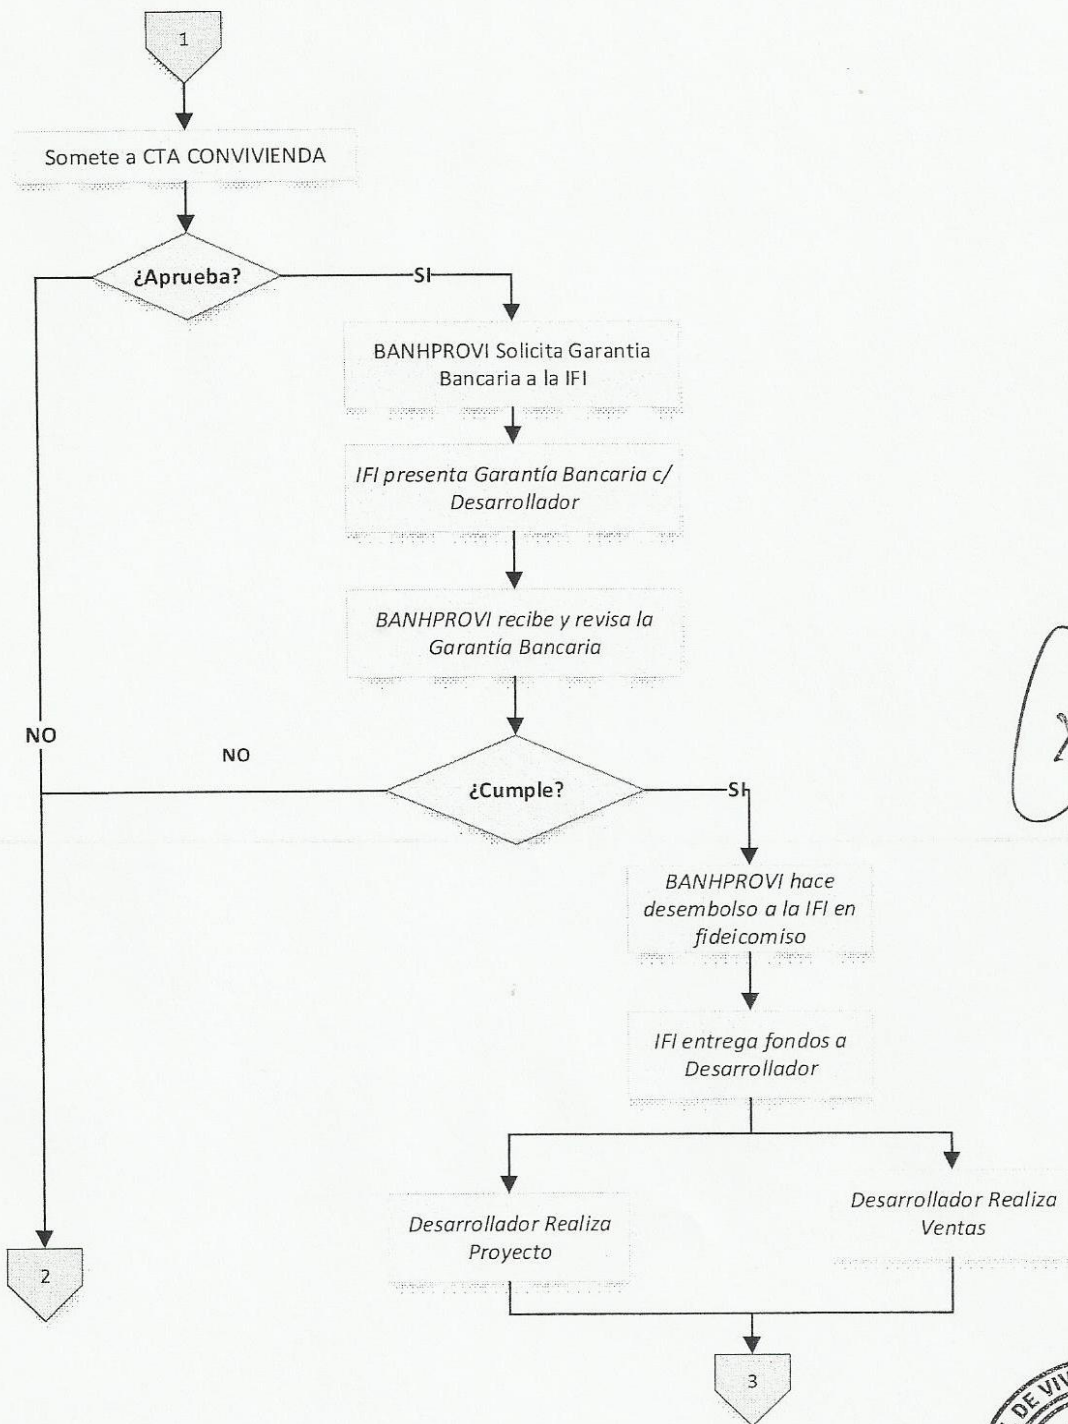 1
Somete a CTA CONVIVIENDA
¿Aprueba?
SI
BANHPROVI Solicita Garantia
Bancaria a la IFI
IFI presenta Garantía Bancaria c/
Desarrollador
BANHPROVI recibe y revisa la
Garantía Bancaria
NO
NO
¿Cumple?
SI
BANHPROVI hace
desembolso a la IFI en
fideicomiso
IFI entrega fondos a
Desarrollador
Desarrollador Realiza
Proyecto
Desarrollador Realiza
Ventas
2
3
DE